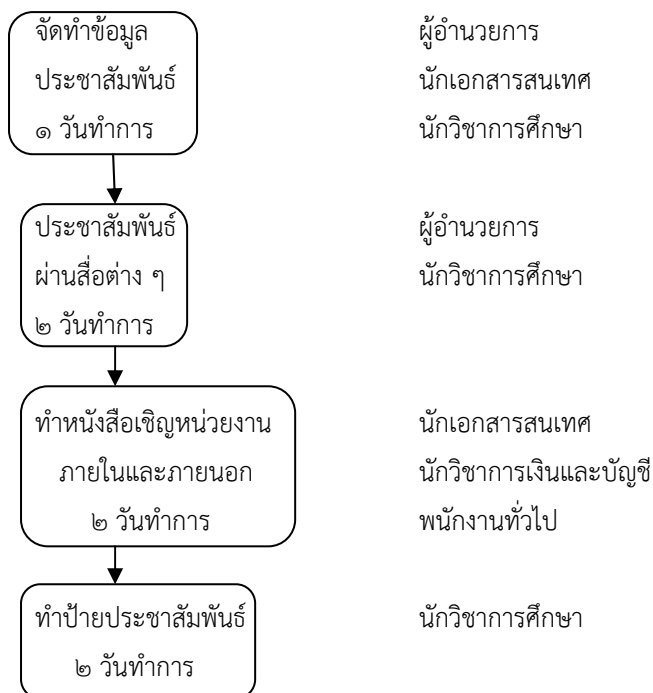 จัดทำข้อมูล ผู้อำนวยการ
ประชาสัมพันธ์ นักเอกสารสนเทศ
๑ วันทำการ นักวิชาการศึกษา
ประชาสัมพันธ์ ผู้อำนวยการ
ผ่านสื่อต่าง ๆ นักวิชาการศึกษา
๒ วันทำการ
ทำหนังสือเชิญหน่วยงาน นักเอกสารสนเทศ
ภายในและภายนอก นักวิชาการเงินและบัญชี
๒ วันทำการ พนักงานทั่วไป
ทำป้ายประชาสัมพันธ์ นักวิชาการศึกษา
๒ วันทำการ